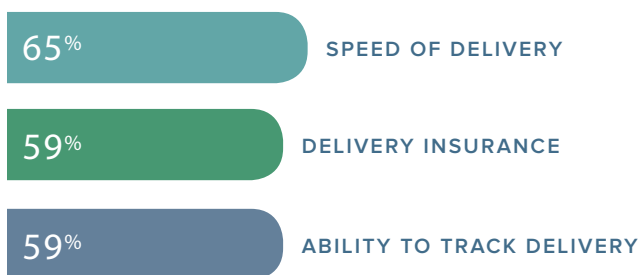 65% SPEED OF DELIVERY
59% DELIVERY INSURANCE
59% ABILITY TO TRACK DELIVERY